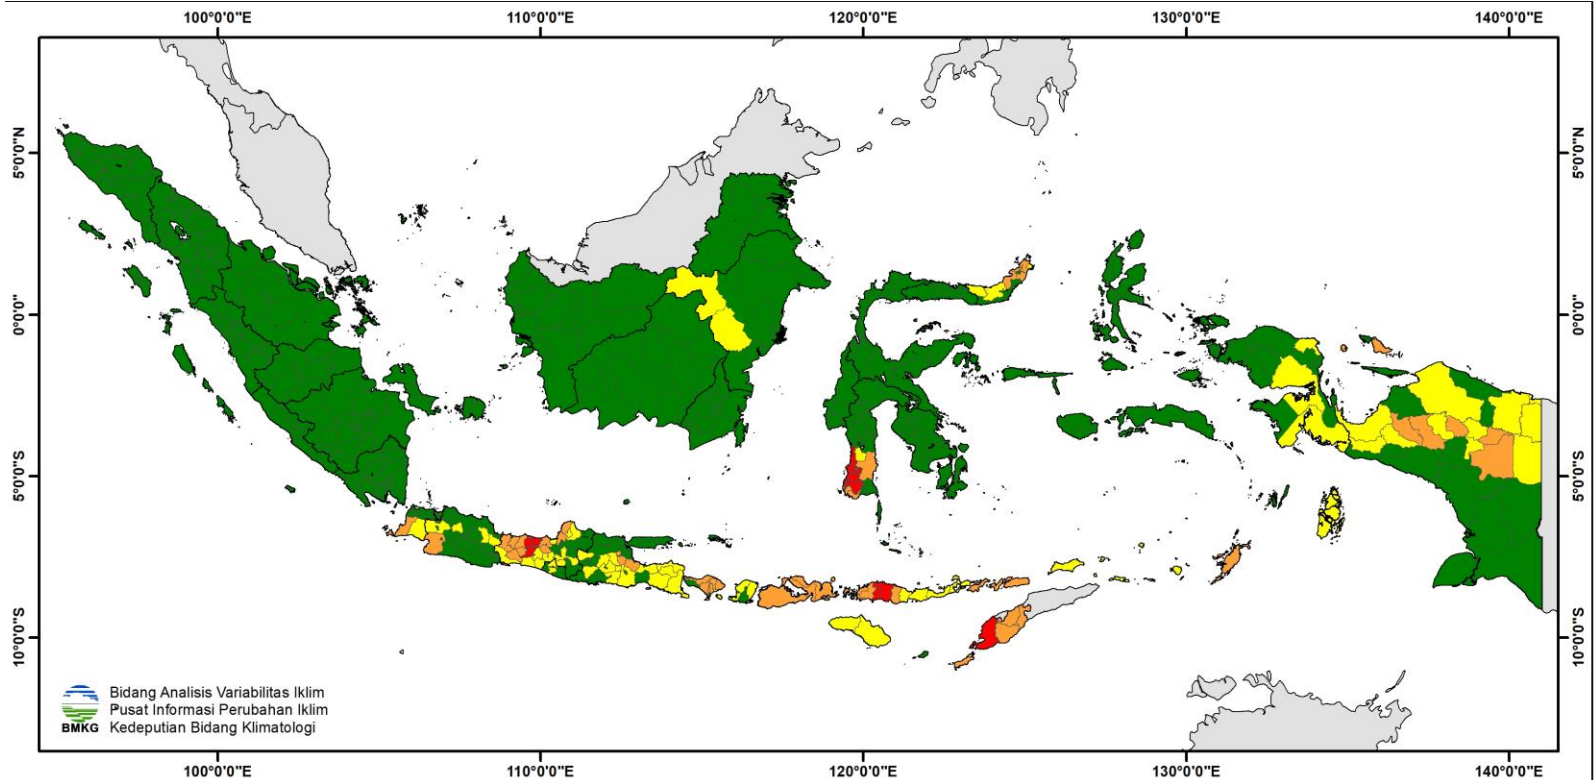 100°0'0"E 110°0'0"E 120°0'0"E 130°0'0"E 140°0'0"E
5°0'0"N 5°0'0"N
0°0'0" 0°0'0"
5°0'0"S 5°0'0"S
10°0'0"S 10°0'0"S
Bidang Analisis Variabilitas Iklim
Pusat Informasi Perubahan Iklim
BMKG Kedeputian Bidang Klimatologi
100°0'0"E 110°0'0"E 120°0'0"E 130°0'0"E 140°0'0"E